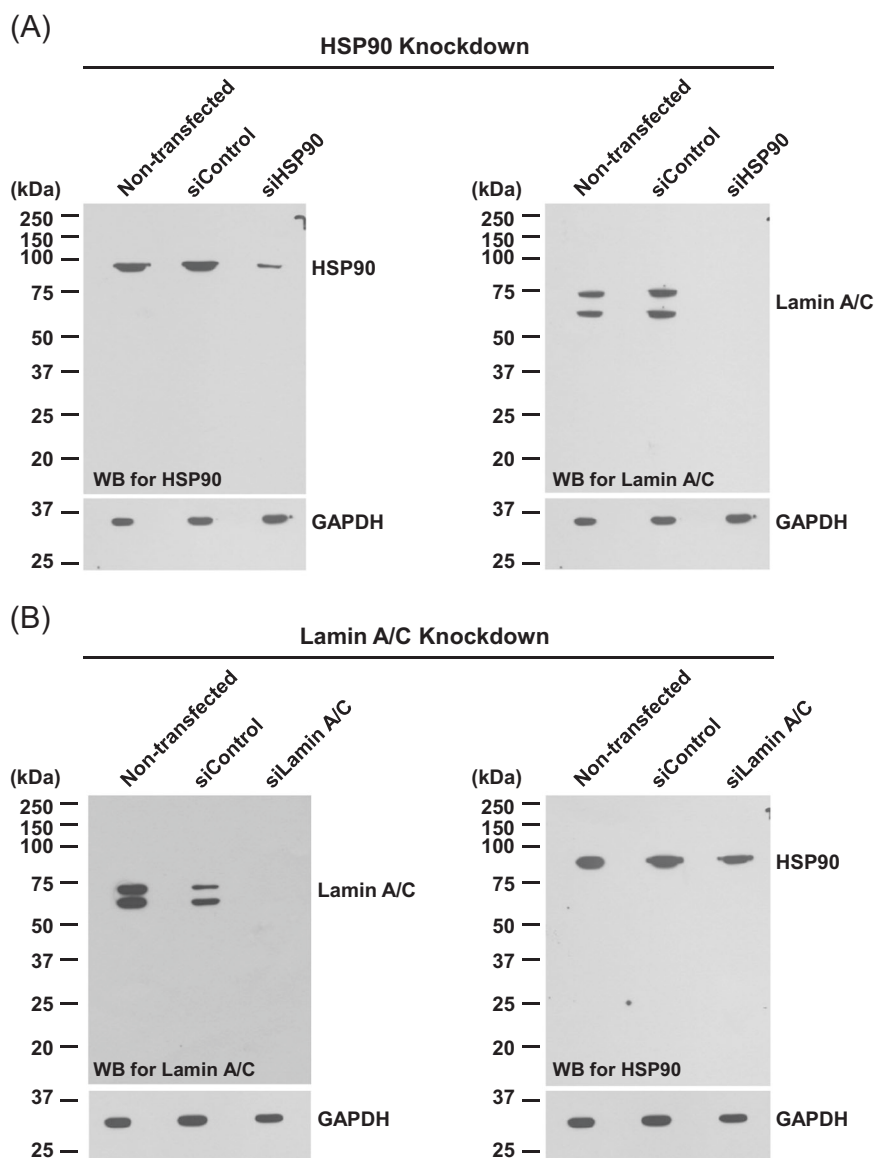 (A)
HSP90 Knockdown
Non-transfected
siControl
siHSP90
(kDa)
250
150
100
75
50
37
25
20
HSP90
WB for HSP90
37
25
GAPDH
Non-transfected
siControl
siHSP90
(kDa)
250
150
100
75
50
37
25
20
Lamin A/C
WB for Lamin A/C
37
25
GAPDH
(B)
Lamin A/C Knockdown
Non-transfected
siControl
siLamin A/C
(kDa)
250
150
100
75
50
37
25
20
Lamin A/C
WB for Lamin A/C
37
25
GAPDH
Non-transfected
siControl
siLamin A/C
(kDa)
250
150
100
75
50
37
25
20
HSP90
WB for HSP90
37
25
GAPDH